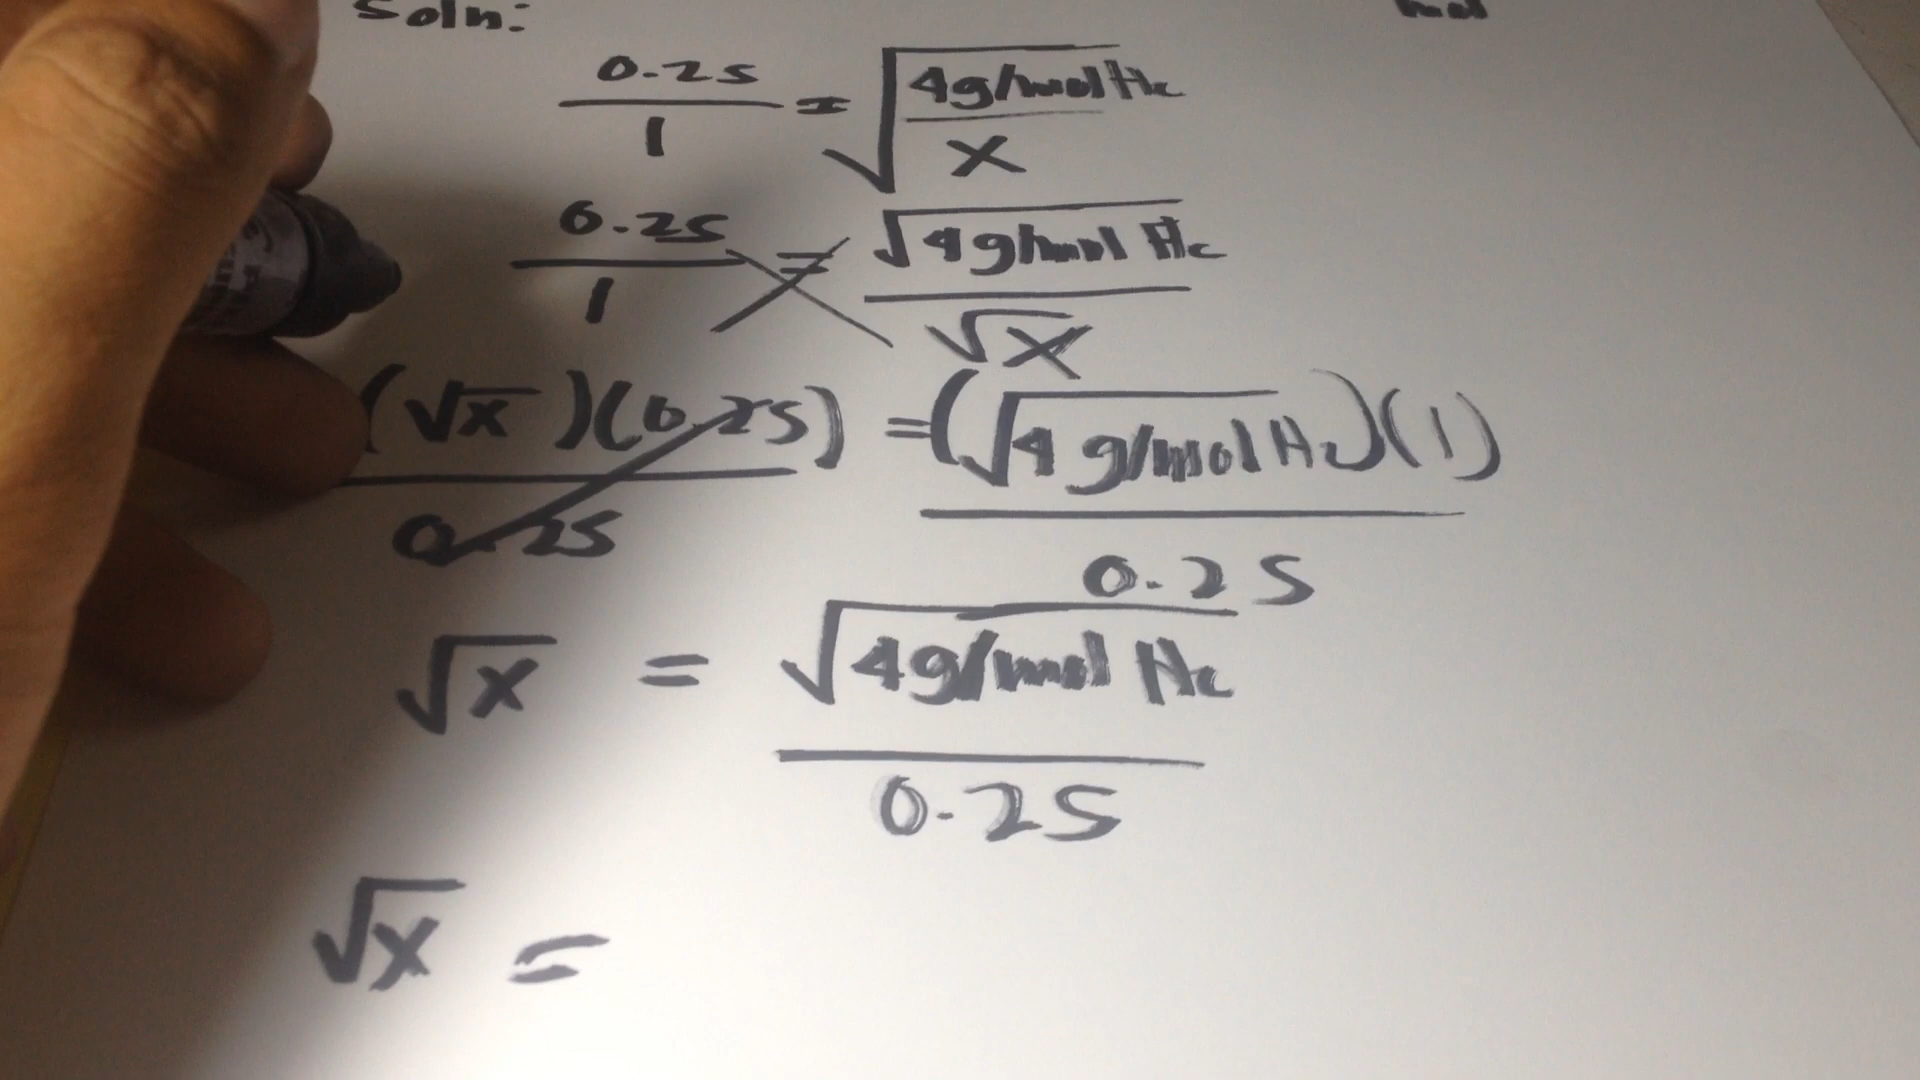 Soln: mol
0.25/1 = √(4g/mol He/x)
0.25/1 = √4g/mol He/√x
(√x)(0.25)/0.25 = (√4 g/mol He)(1)/0.25
√x = √4g/mol He/0.25
√x =